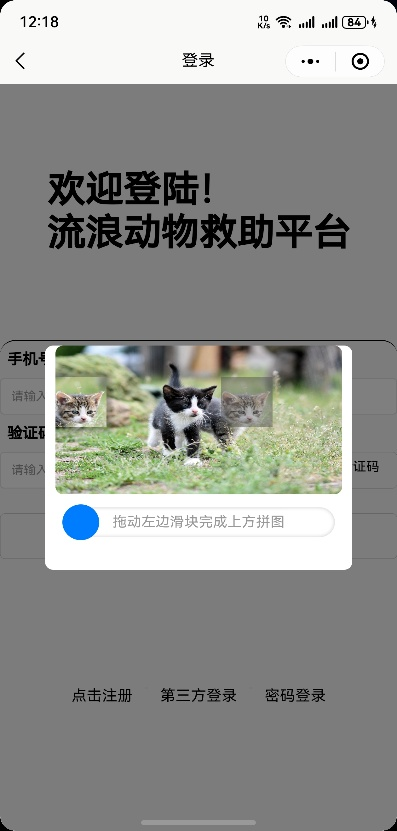 12:18
10
K/s
84
登录
欢迎登陆!
流浪动物救助平台
手机号
请输入
验证码
请输入
证码
拖动左边滑块完成上方拼图
点击注册 第三方登录 密码登录